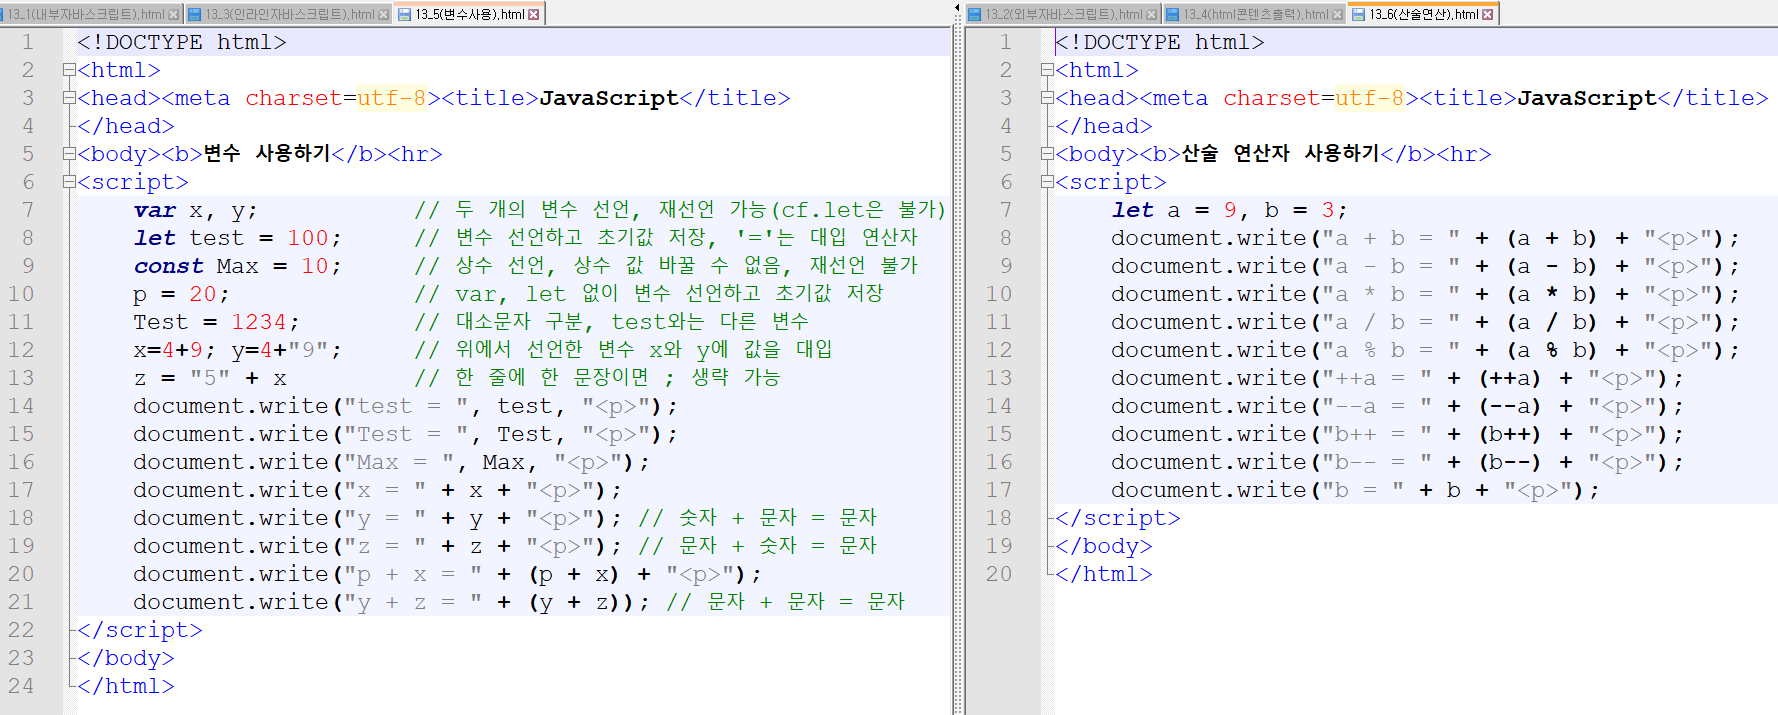 13_1(내부자바스크립트),html
13_3(인라인자바스크립트),html
13_5(변수사용),html
1 <!DOCTYPE html>
2 <html>
3 <head><meta charset=utf-8><title>JavaScript</title>
4 </head>
5 <body><b>변수 사용하기</b><hr>
6 <script>
7 var x, y; // 두 개의 변수 선언, 재선언 가능(cf.let은 불가)
8 let test = 100; // 변수 선언하고 초기값 저장, '='는 대입 연산자
9 const Max = 10; // 상수 선언, 상수 값 바꿀 수 없음, 재선언 불가
10 p = 20; // var, let 없이 변수 선언하고 초기값 저장
11 Test = 1234; // 대소문자 구분, test와는 다른 변수
12 x=4+9; y=4+"9"; // 위에서 선언한 변수 x와 y에 값을 대입
13 z = "5" + x // 한 줄에 한 문장이면 ; 생략 가능
14 document.write("test = ", test, "<p>");
15 document.write("Test = ", Test, "<p>");
16 document.write("Max = ", Max, "<p>");
17 document.write("x = " + x + "<p>");
18 document.write("y = " + y + "<p>"); // 숫자 + 문자 = 문자
19 document.write("z = " + z + "<p>"); // 문자 + 숫자 = 문자
20 document.write("p + x = " + (p + x) + "<p>");
21 document.write("y + z = " + (y + z)); // 문자 + 문자 = 문자
22 </script>
23 </body>
24 </html>
13_2(외부자바스크립트),html
13_4(html콘텐츠출력),html
13_6(산술연산),html
1 <!DOCTYPE html>
2 <html>
3 <head><meta charset=utf-8><title>JavaScript</title>
4 </head>
5 <body><b>산술 연산자 사용하기</b><hr>
6 <script>
7 let a = 9, b = 3;
8 document.write("a + b = " + (a + b) + "<p>");
9 document.write("a - b = " + (a - b) + "<p>");
10 document.write("a * b = " + (a * b) + "<p>");
11 document.write("a / b = " + (a / b) + "<p>");
12 document.write("a % b = " + (a % b) + "<p>");
13 document.write("++a = " + (++a) + "<p>");
14 document.write("--a = " + (--a) + "<p>");
15 document.write("b++ = " + (b++) + "<p>");
16 document.write("b-- = " + (b--) + "<p>");
17 document.write("b = " + b + "<p>");
18 </script>
19 </body>
20 </html>